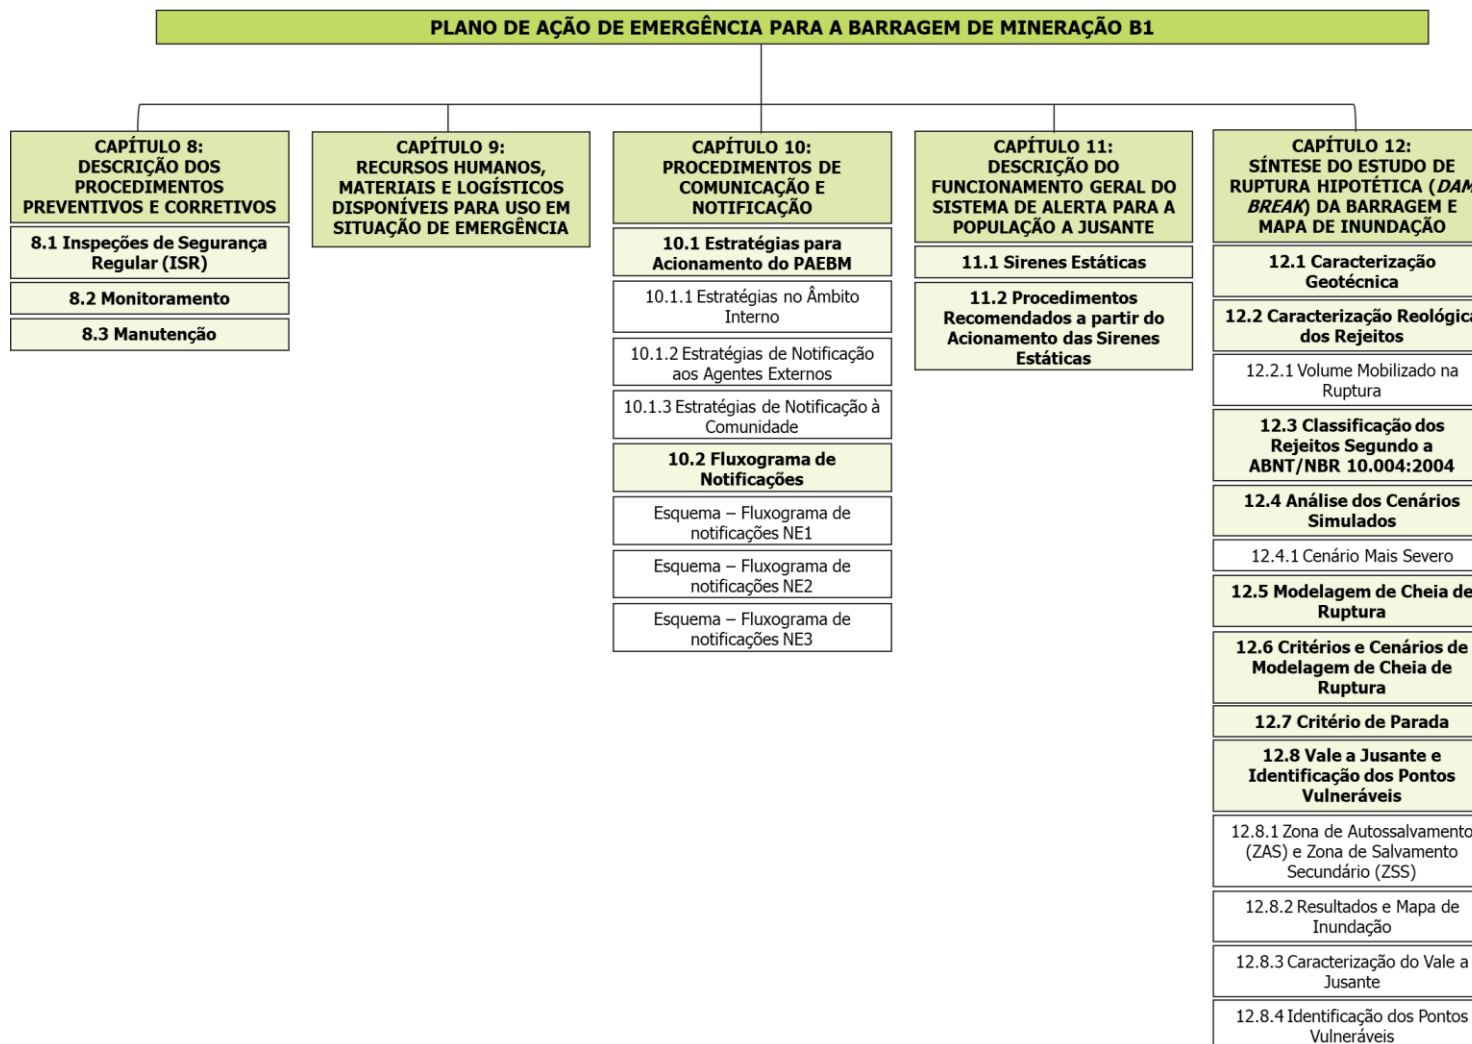 PLANO DE AÇÃO DE EMERGÊNCIA PARA A BARRAGEM DE MINERAÇÃO B1
CAPÍTULO 8:
DESCRIÇÃO DOS
PROCEDIMENTOS
PREVENTIVOS E CORRETIVOS
8.1 Inspeções de Segurança
Regular (ISR)
8.2 Monitoramento
8.3 Manutenção
CAPÍTULO 9:
RECURSOS HUMANOS,
MATERIAIS E LOGÍSTICOS
DISPONÍVEIS PARA USO EM
SITUAÇÃO DE EMERGÊNCIA
CAPÍTULO 10:
PROCEDIMENTOS DE
COMUNICAÇÃO E
NOTIFICAÇÃO
10.1 Estratégias para
Acionamento do PAEBM
10.1.1 Estratégias no Âmbito
Interno
10.1.2 Estratégias de Notificação
aos Agentes Externos
10.1.3 Estratégias de Notificação à
Comunidade
10.2 Fluxograma de
Notificações
Esquema – Fluxograma de
notificações NE1
Esquema – Fluxograma de
notificações NE2
Esquema – Fluxograma de
notificações NE3
CAPÍTULO 11:
DESCRIÇÃO DO
FUNCIONAMENTO GERAL DO
SISTEMA DE ALERTA PARA A
POPULAÇÃO A JUSANTE
11.1 Sirenes Estáticas
11.2 Procedimentos
Recomendados a partir do
Acionamento das Sirenes
Estáticas
CAPÍTULO 12:
SÍNTESE DO ESTUDO DE
RUPTURA HIPOTÉTICA (DAM
BREAK) DA BARRAGEM E
MAPA DE INUNDAÇÃO
12.1 Caracterização
Geotécnica
12.2 Caracterização Reológica
dos Rejeitos
12.2.1 Volume Mobilizado na
Ruptura
12.3 Classificação dos
Rejeitos Segundo a
ABNT/NBR 10.004:2004
12.4 Análise dos Cenários
Simulados
12.4.1 Cenário Mais Severo
12.5 Modelagem de Cheia de
Ruptura
12.6 Critérios e Cenários de
Modelagem de Cheia de
Ruptura
12.7 Critério de Parada
12.8 Vale a Jusante e
Identificação dos Pontos
Vulneráveis
12.8.1 Zona de Autossalvamento
(ZAS) e Zona de Salvamento
Secundário (ZSS)
12.8.2 Resultados e Mapa de
Inundação
12.8.3 Caracterização do Vale a
Jusante
12.8.4 Identificação dos Pontos
Vulneráveis